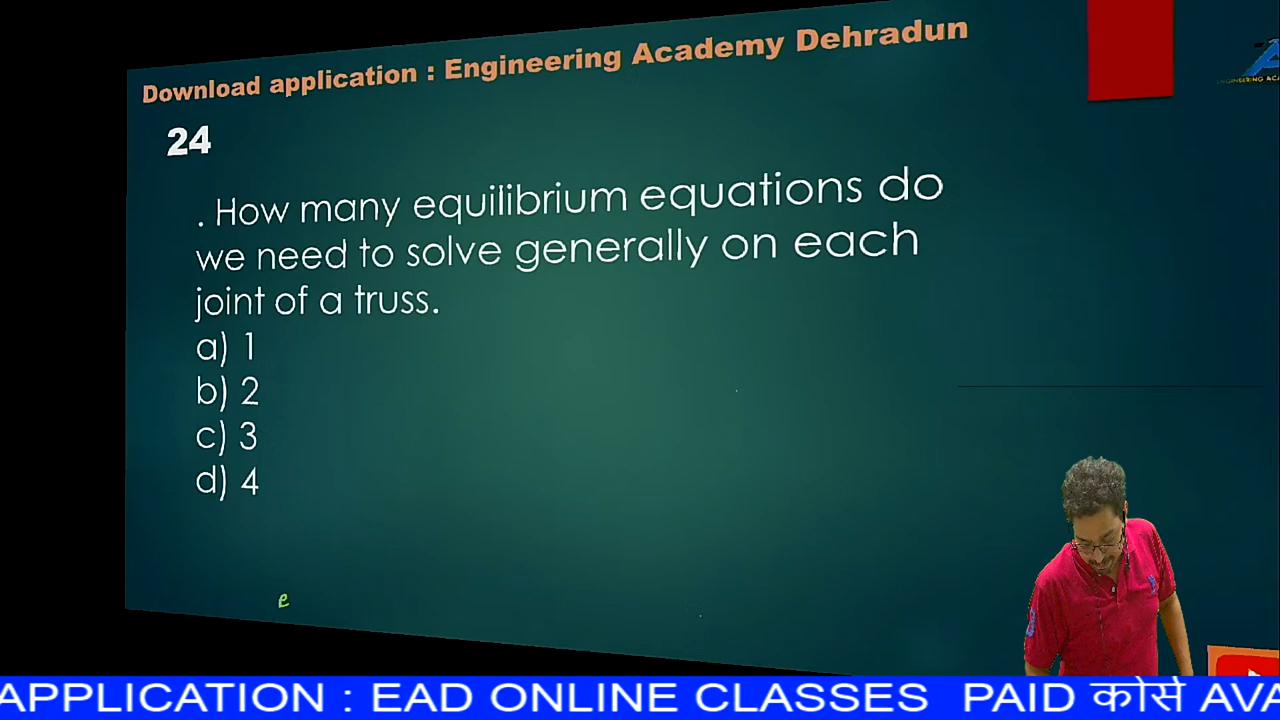 Download application : Engineering Academy Dehradun
24
. How many equilibrium equations do
we need to solve generally on each
joint of a truss.
a) 1
b) 2
c) 3
d) 4
e
APPLICATION : EAD ONLINE CLASSES PAID कोर्स AVA